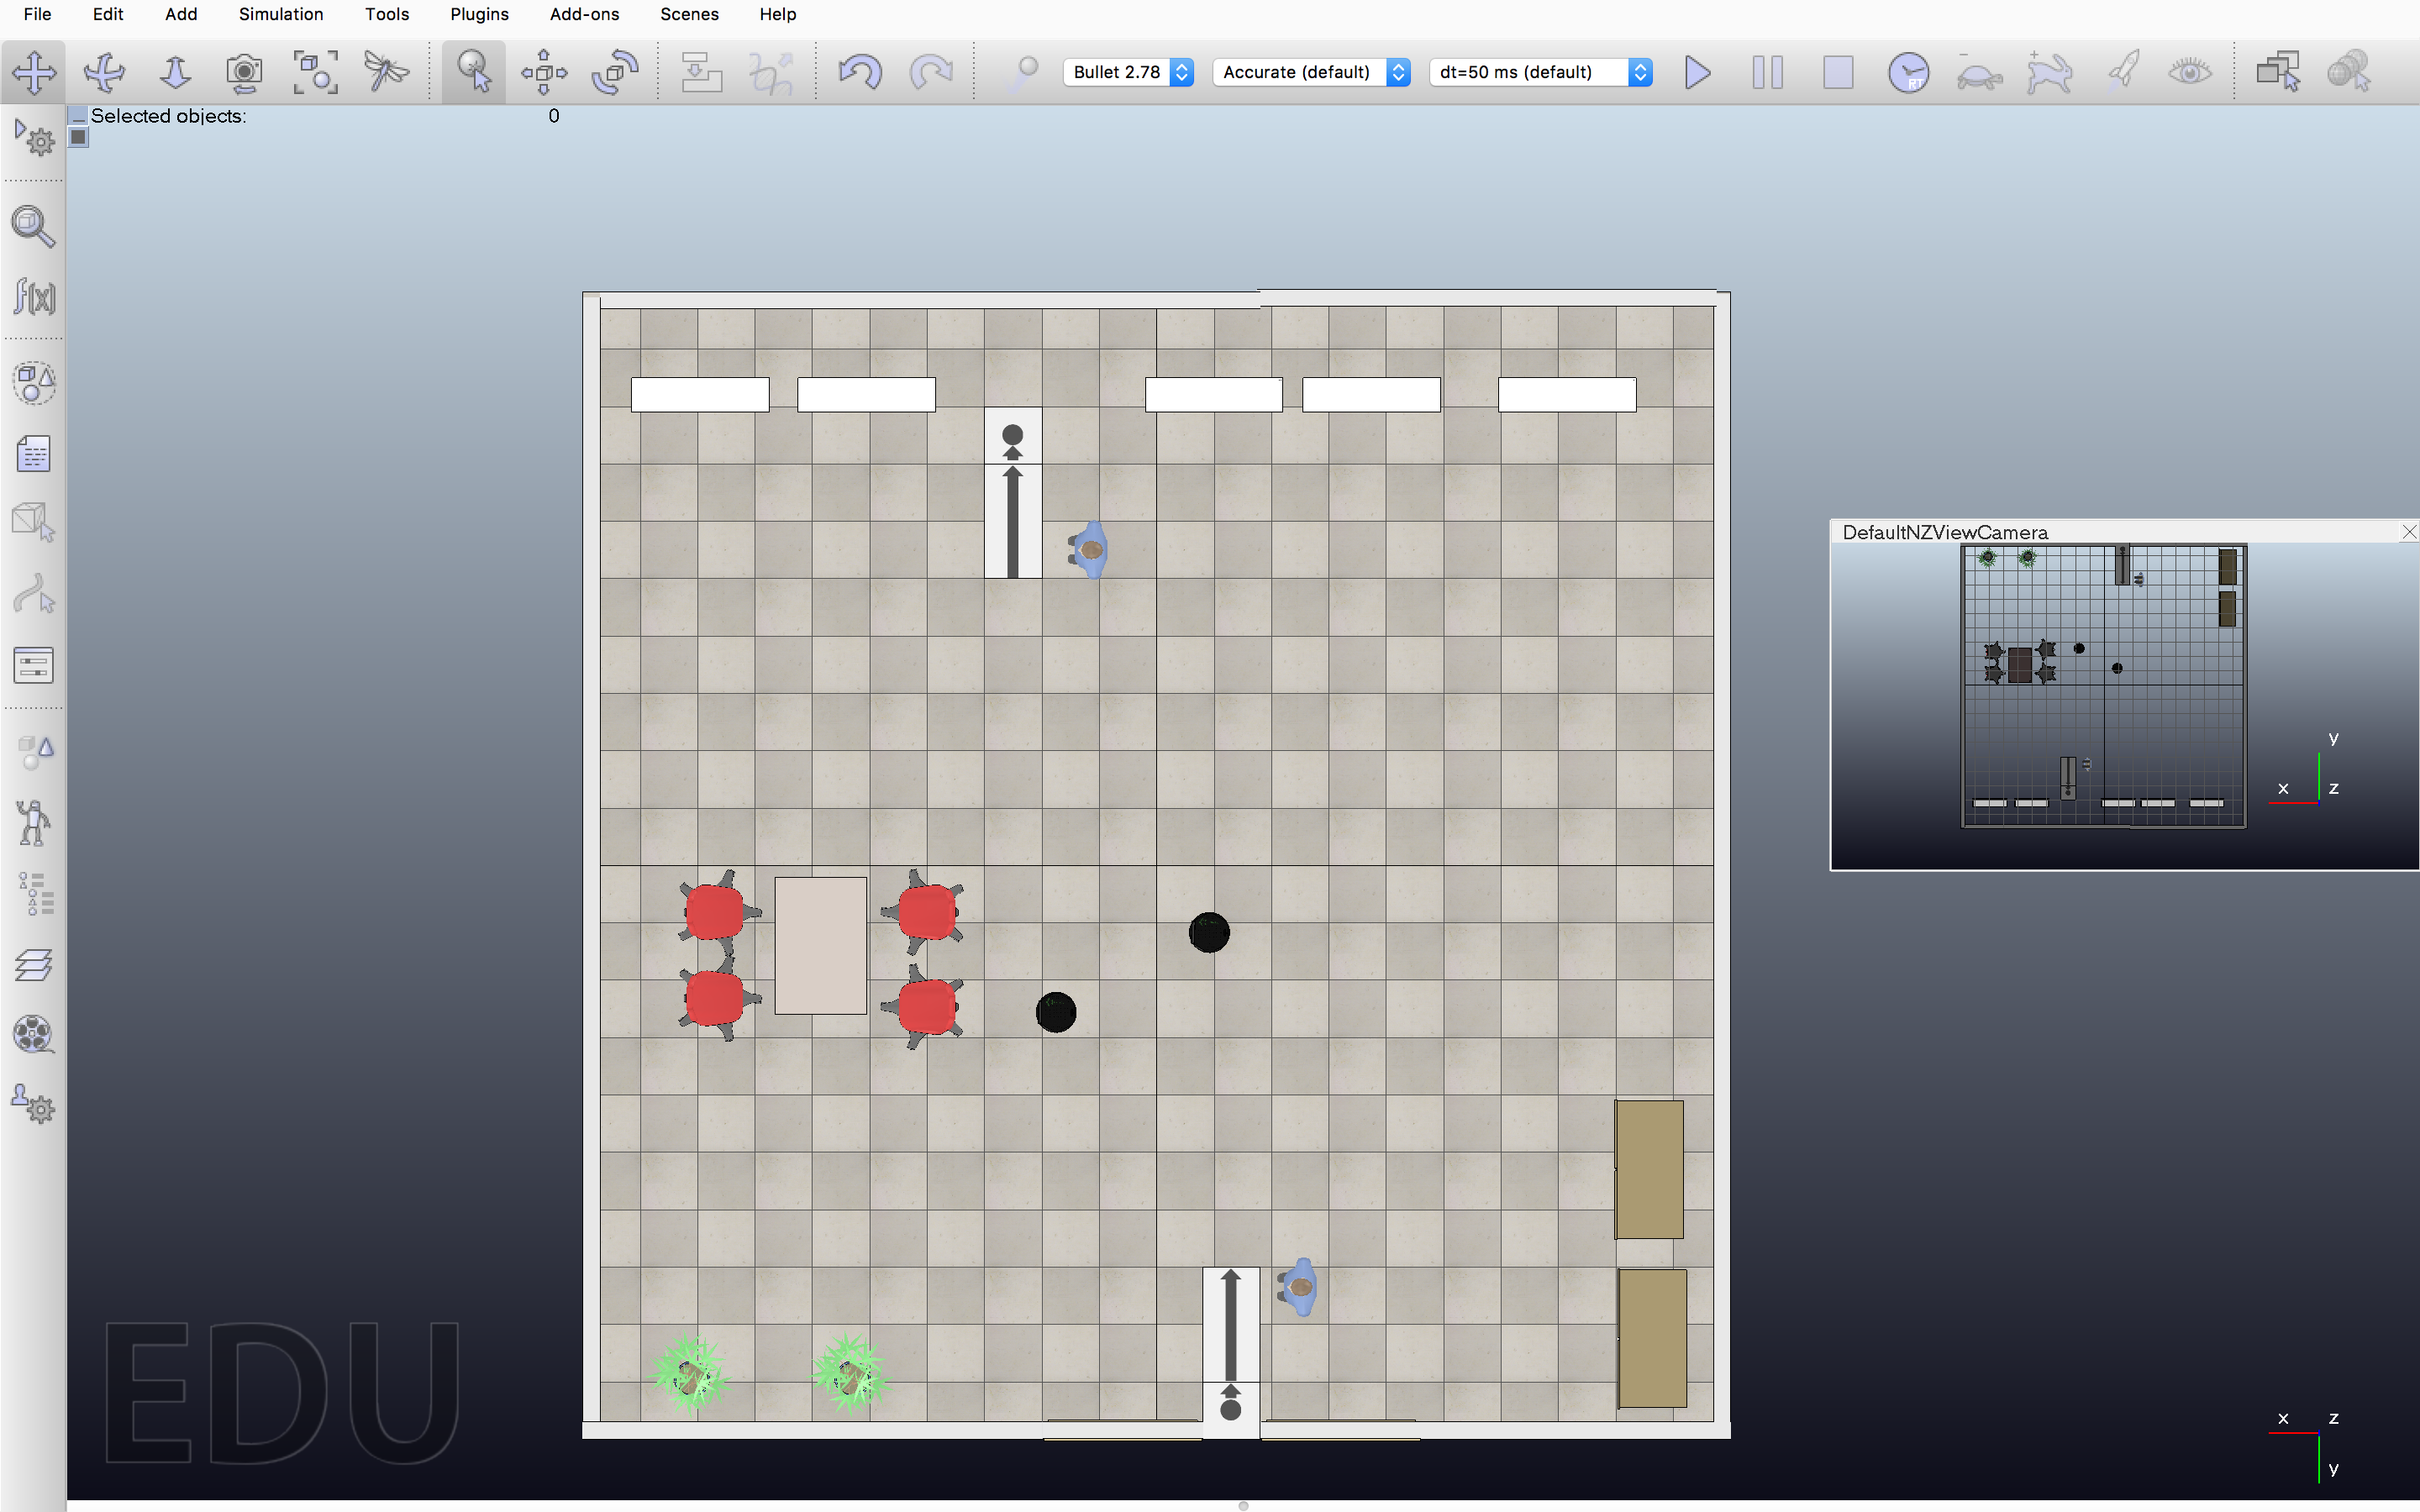 File Edit Add Simulation Tools Plugins Add-ons Scenes Help
Bullet 2.78 Accurate (default) dt=50 ms (default)
RT
Selected objects: 0
f(x)
DefaultNZViewCamera
y
x z
EDU
x z
y